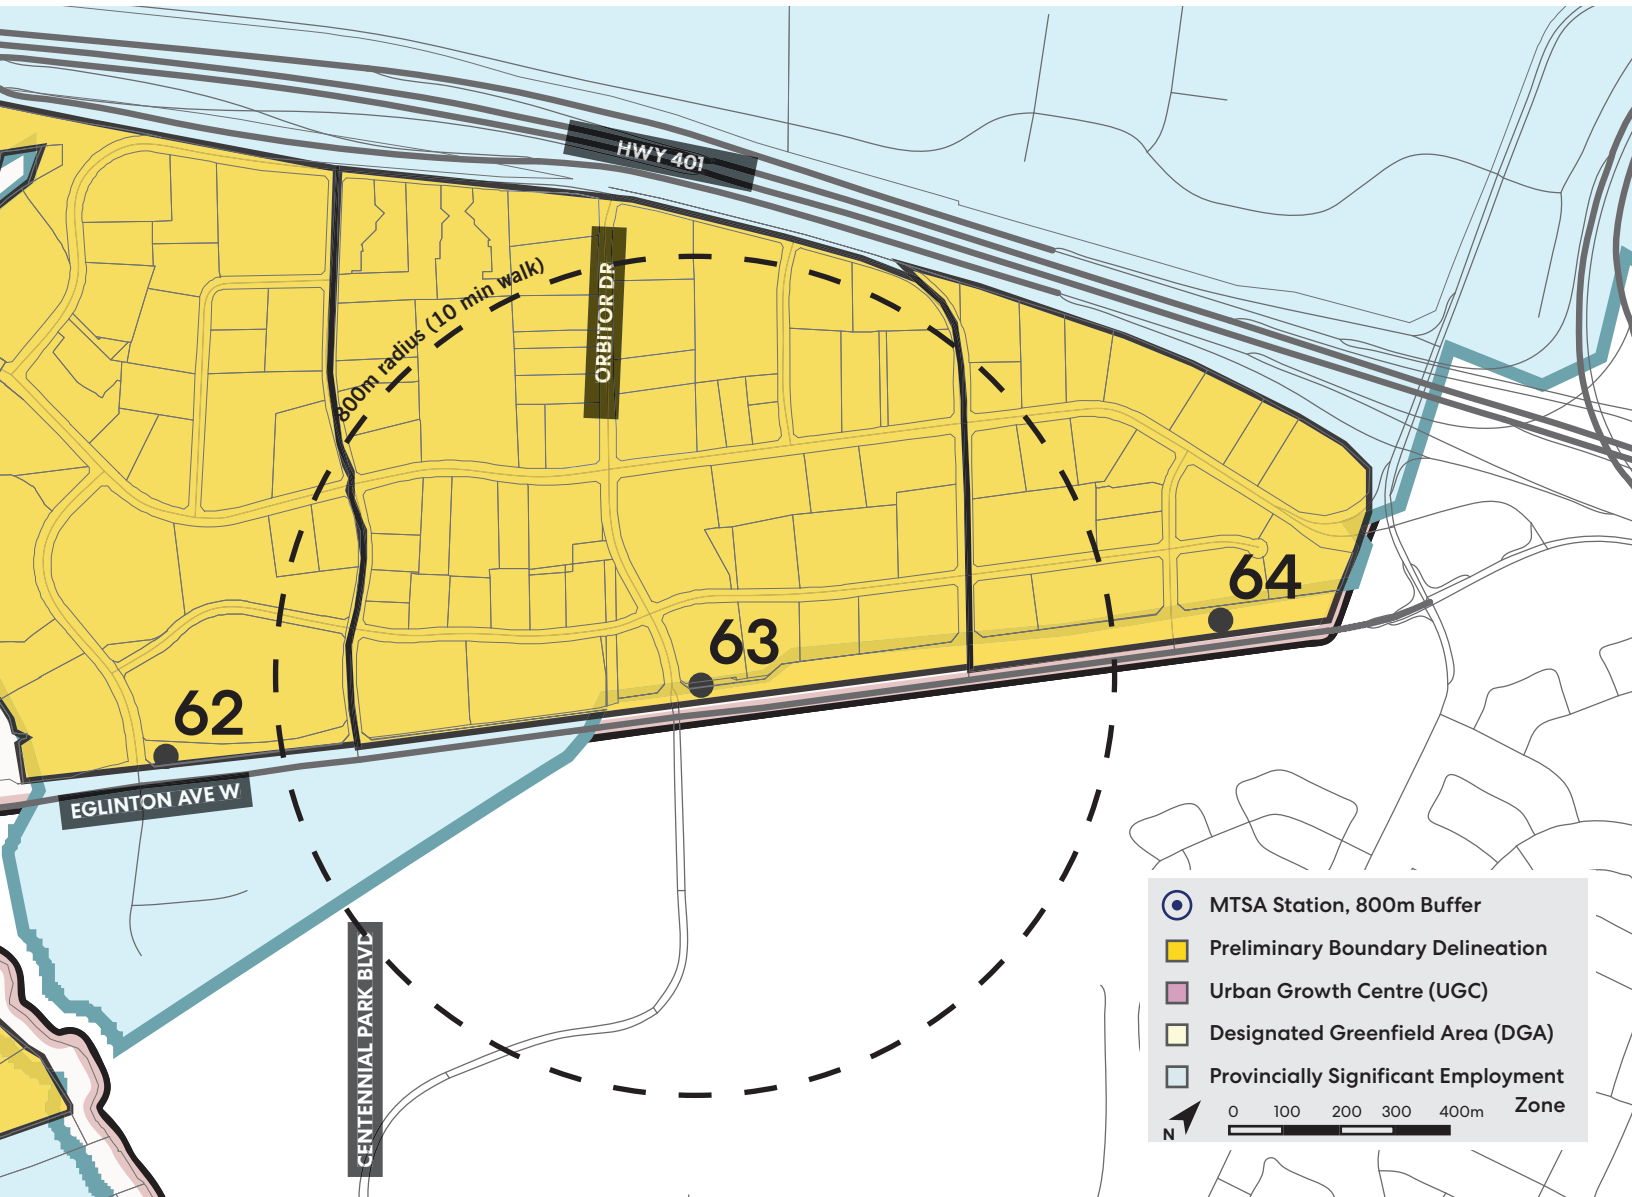 HWY 401
ORBITOR DR
800m radius (10 min walk)
64
63
62
EGLINTON AVE W
CENTENNIAL PARK BLVD
MTSA Station, 800m Buffer
Preliminary Boundary Delineation
Urban Growth Centre (UGC)
Designated Greenfield Area (DGA)
Provincially Significant Employment
Zone
0 100 200 300 400m
N